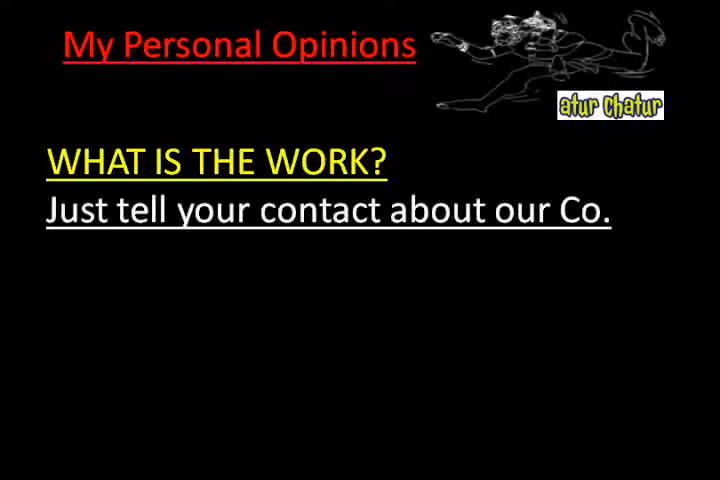 My Personal Opinions
atur chatur
WHAT IS THE WORK?
Just tell your contact about our Co.